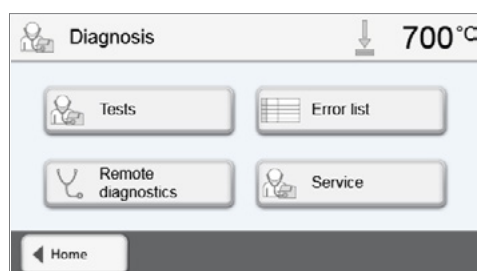 Diagnosis
700°C
Tests
Error list
Remote
diagnostics
Service
Home